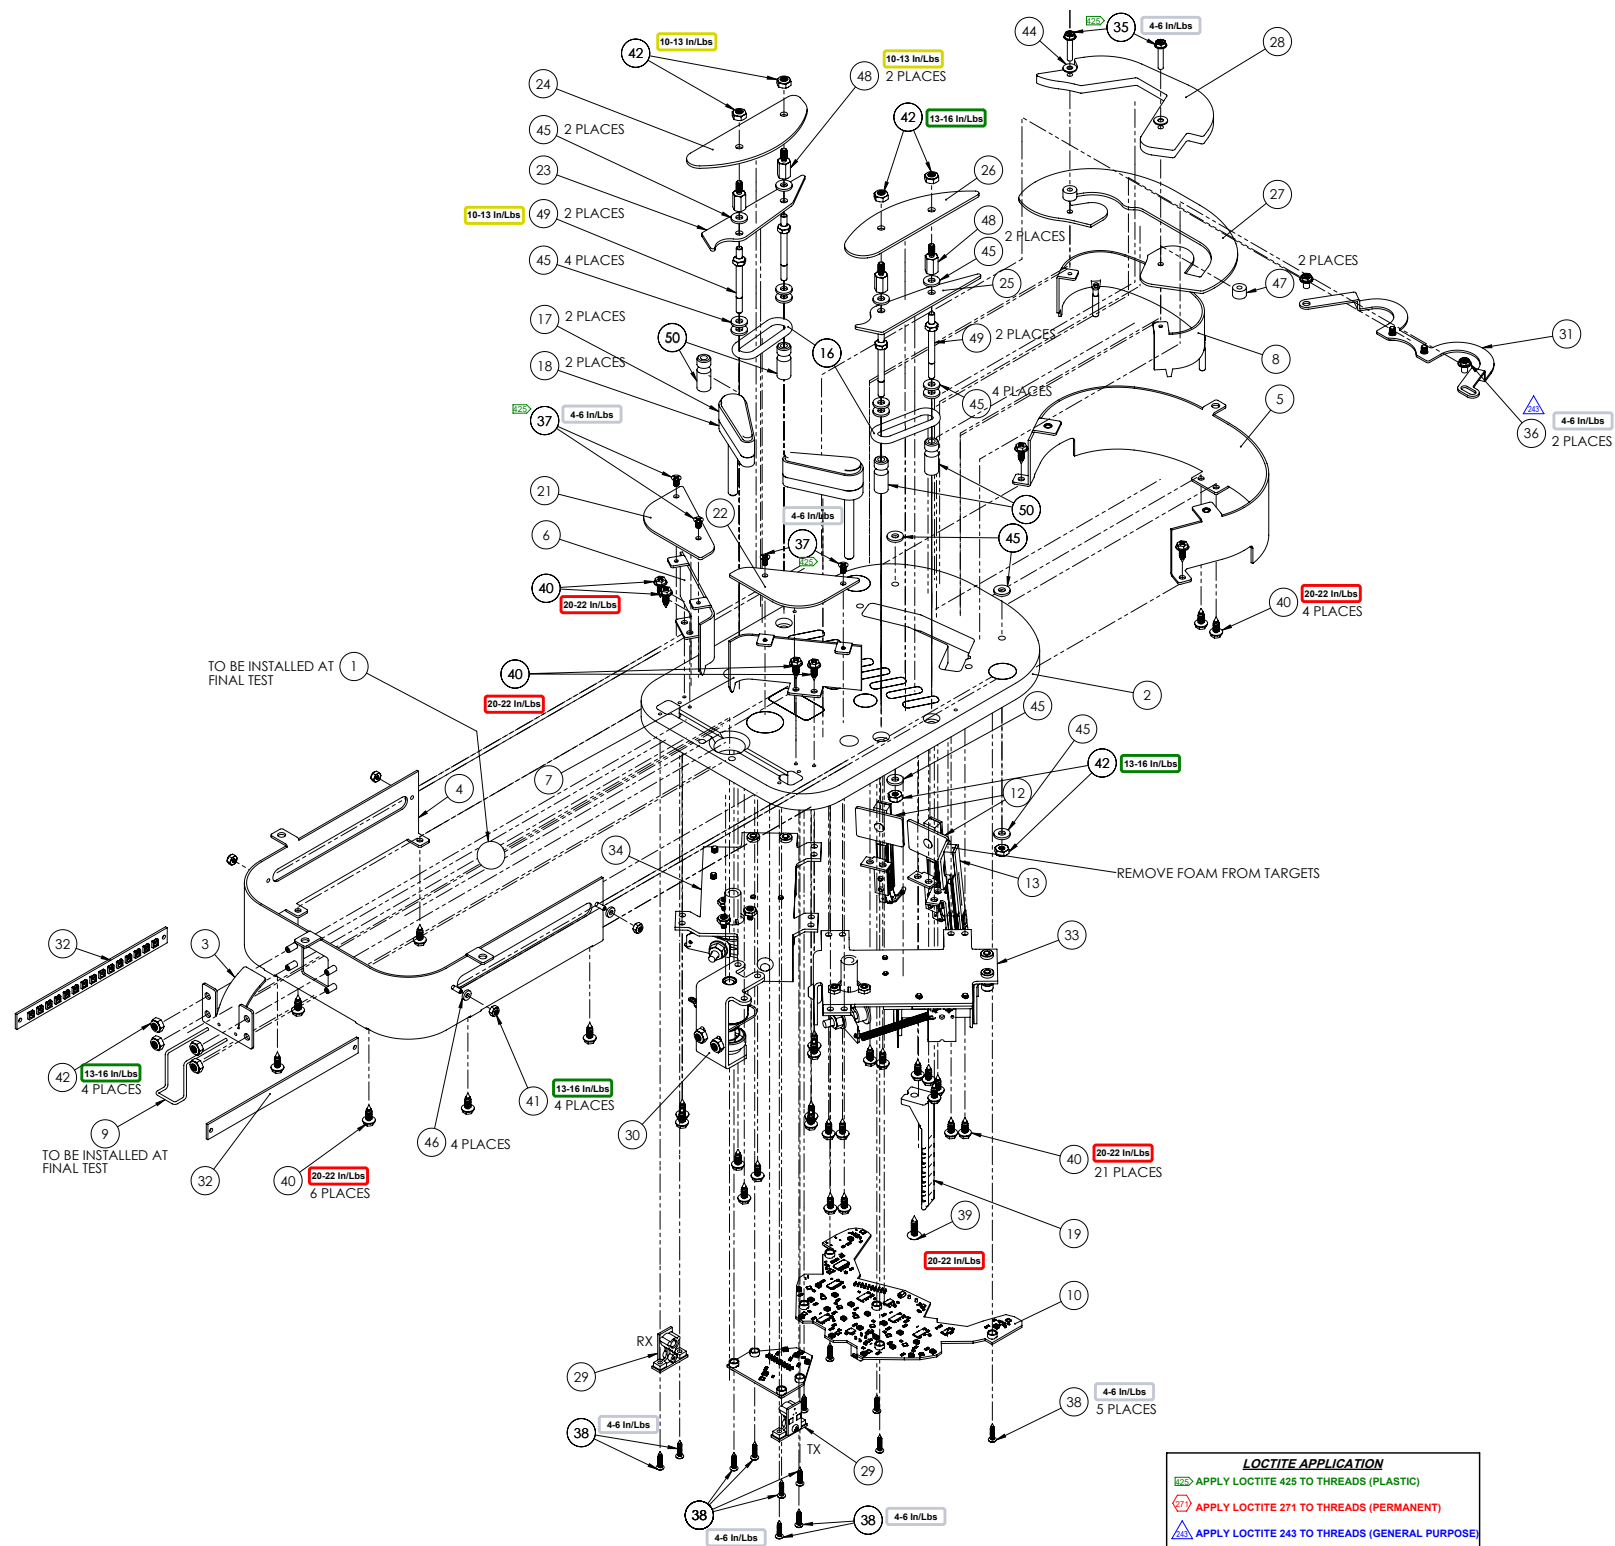 425 35 4-6 In/Lbs
44
28
10-13 In/Lbs
42
10-13 In/Lbs
48 2 PLACES
24
42 13-16 In/Lbs
45 2 PLACES
23
26
27
10-13 In/Lbs 49 2 PLACES
48
2 PLACES
45
45 4 PLACES
2 PLACES
25
47
17 2 PLACES
50
49 2 PLACES
16
8
31
18 2 PLACES
4 PLACES
45
5
425
37 4-6 In/Lbs
243
36 4-6 In/Lbs
2 PLACES
21
22
4-6 In/Lbs
50
6
37
425
45
40
20-22 In/Lbs
40 20-22 In/Lbs
4 PLACES
TO BE INSTALLED AT
FINAL TEST
1
40
20-22 In/Lbs
2
45
45
7
4
42 13-16 In/Lbs
12
34
REMOVE FOAM FROM TARGETS
13
32
3
33
42 13-16 In/Lbs
4 PLACES
41 13-16 In/Lbs
4 PLACES
30
9
TO BE INSTALLED AT
FINAL TEST
46 4 PLACES
32
40 20-22 In/Lbs
6 PLACES
40 20-22 In/Lbs
21 PLACES
39
19
20-22 In/Lbs
10
RX
29
38 4-6 In/Lbs
5 PLACES
38 4-6 In/Lbs
TX
29
38
4-6 In/Lbs
38 4-6 In/Lbs
LOCTITE APPLICATION
425 APPLY LOCTITE 425 TO THREADS (PLASTIC)
271 APPLY LOCTITE 271 TO THREADS (PERMANENT)
243 APPLY LOCTITE 243 TO THREADS (GENERAL PURPOSE)